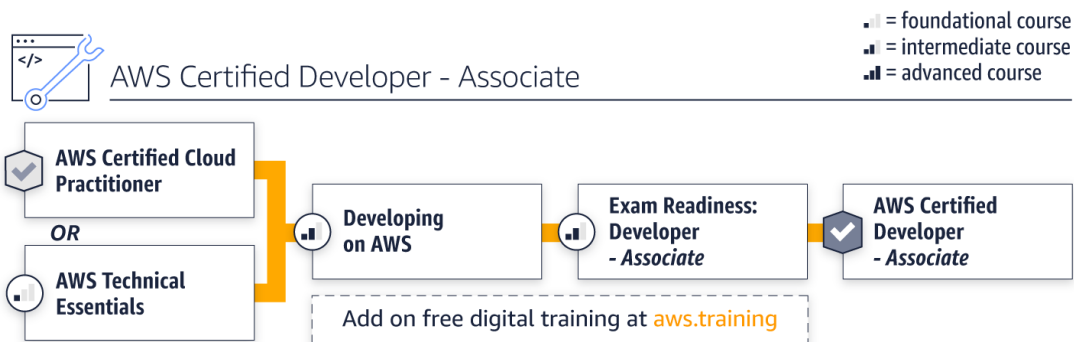 = foundational course
= intermediate course
= advanced course
</>
AWS Certified Developer - Associate
AWS Certified Cloud
Practitioner
OR
AWS Technical
Essentials
Developing
on AWS
Exam Readiness:
Developer
- Associate
AWS Certified
Developer
- Associate
Add on free digital training at aws.training